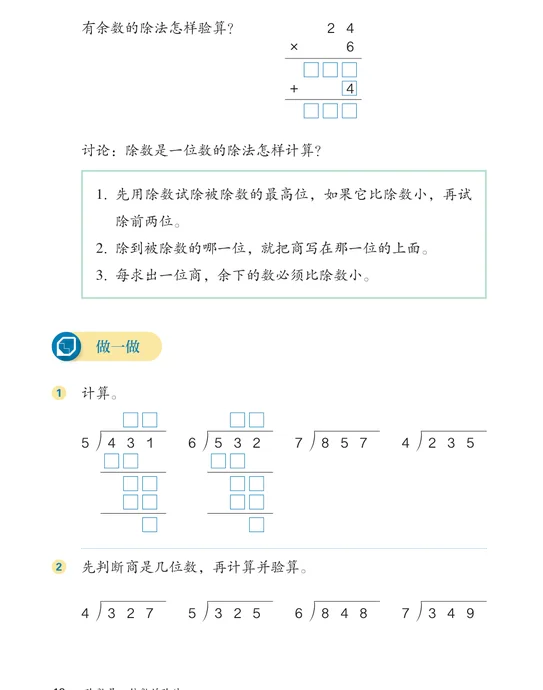 有余数的除法怎样验算？
2 4
× 6
□□□
+ 4
□□□
讨论：除数是一位数的除法怎样计算？
1. 先用除数试除被除数的最高位，如果它比除数小，再试
除前两位。
2. 除到被除数的哪一位，就把商写在那一位的上面。
3. 每求出一位商，余下的数必须比除数小。
做一做
1 计算。
5 ) 4 3 1 6 ) 5 3 2 7 ) 8 5 7 4 ) 2 3 5
2 先判断商是几位数，再计算并验算。
4 ) 3 2 7 5 ) 3 2 5 6 ) 8 4 8 7 ) 3 4 9